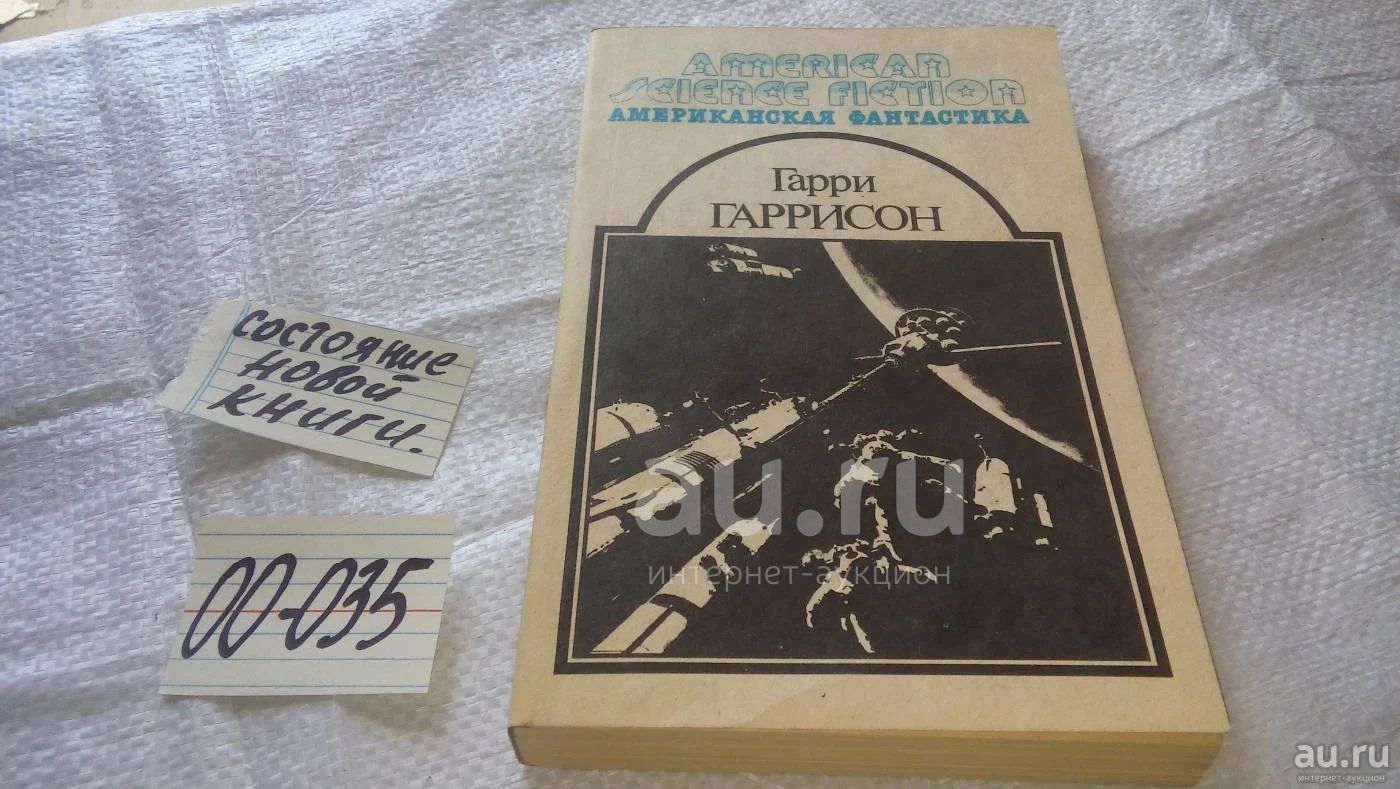 AMERICAN
SCIENCE FICTION
АМЕРИКАНСКАЯ ФАНТАСТИКА
Гарри
ГАРРИСОН
состояние
новой
книги.
00-035
au.ru
интернет-аукцион
au.ru
интернет-аукцион